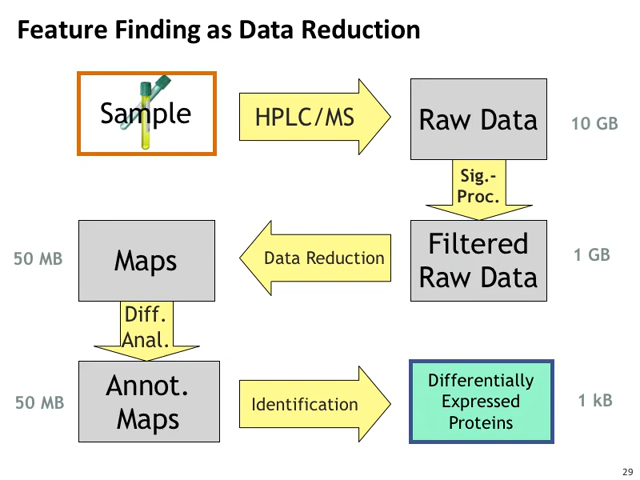 Feature Finding as Data Reduction
Sample
HPLC/MS
Raw Data
10 GB
Sig.-
Proc.
50 MB
Maps
Data Reduction
Filtered
Raw Data
1 GB
Diff.
Anal.
50 MB
Annot.
Maps
Identification
Differentially
Expressed
Proteins
1 kB
29